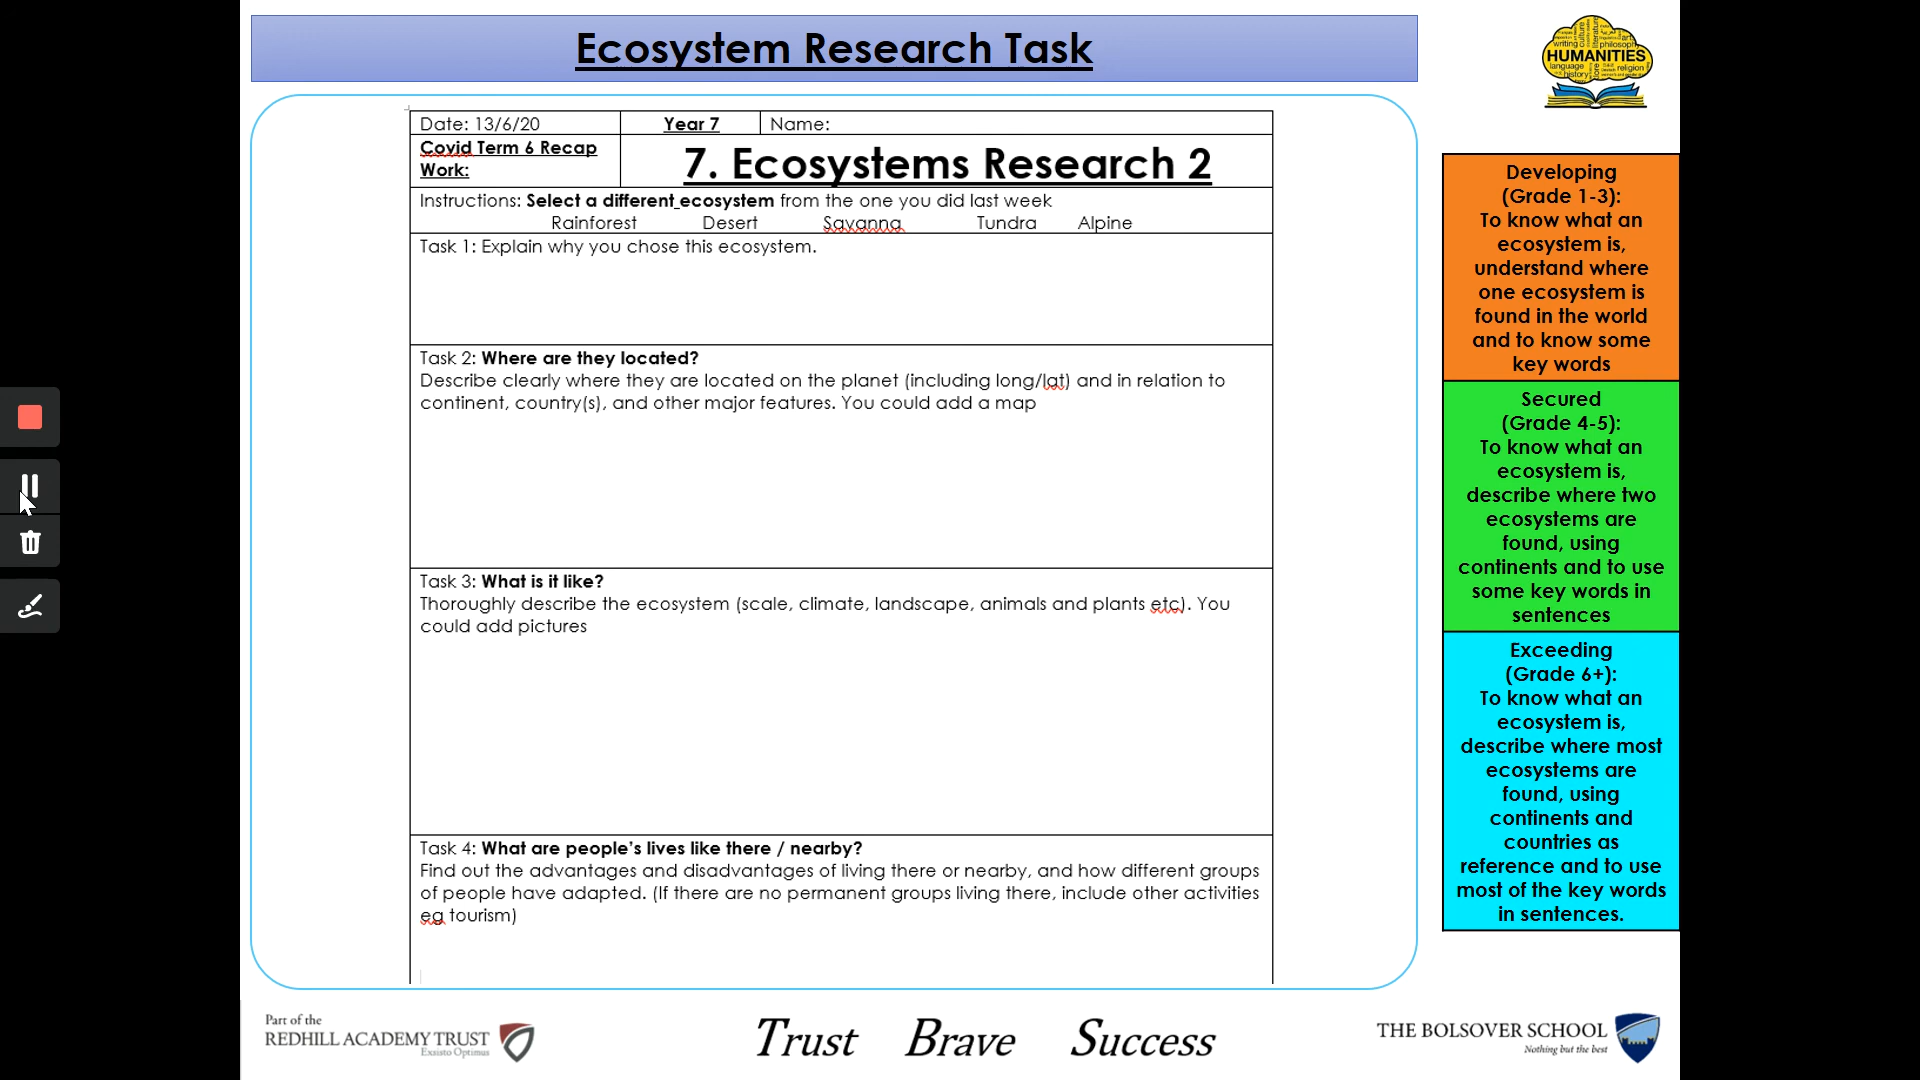 Ecosystem Research Task
HUMANITIES
writing
philosoph
language
religion
history
literature
culture
art
Date: 13/6/20
Year 7
Name:
Covid Term 6 Recap
Work:
7. Ecosystems Research 2
Instructions: Select a different ecosystem from the one you did last week
Rainforest Desert Savanna Tundra Alpine
Task 1: Explain why you chose this ecosystem.
Task 2: Where are they located?
Describe clearly where they are located on the planet (including long/lat) and in relation to
continent, country(s), and other major features. You could add a map
Task 3: What is it like?
Thoroughly describe the ecosystem (scale, climate, landscape, animals and plants etc). You
could add pictures
Task 4: What are people's lives like there / nearby?
Find out the advantages and disadvantages of living there or nearby, and how different groups
of people have adapted. (If there are no permanent groups living there, include other activities
eg tourism)
Developing
(Grade 1-3):
To know what an
ecosystem is,
understand where
one ecosystem is
found in the world
and to know some
key words
Secured
(Grade 4-5):
To know what an
ecosystem is,
describe where two
ecosystems are
found, using
continents and to use
some key words in
sentences
Exceeding
(Grade 6+):
To know what an
ecosystem is,
describe where most
ecosystems are
found, using
continents and
countries as
reference and to use
most of the key words
in sentences.
Part of the
REDHILL ACADEMY TRUST
Exsisto Optimus
Trust Brave Success
THE BOLSOVER SCHOOL
Nothing but the best